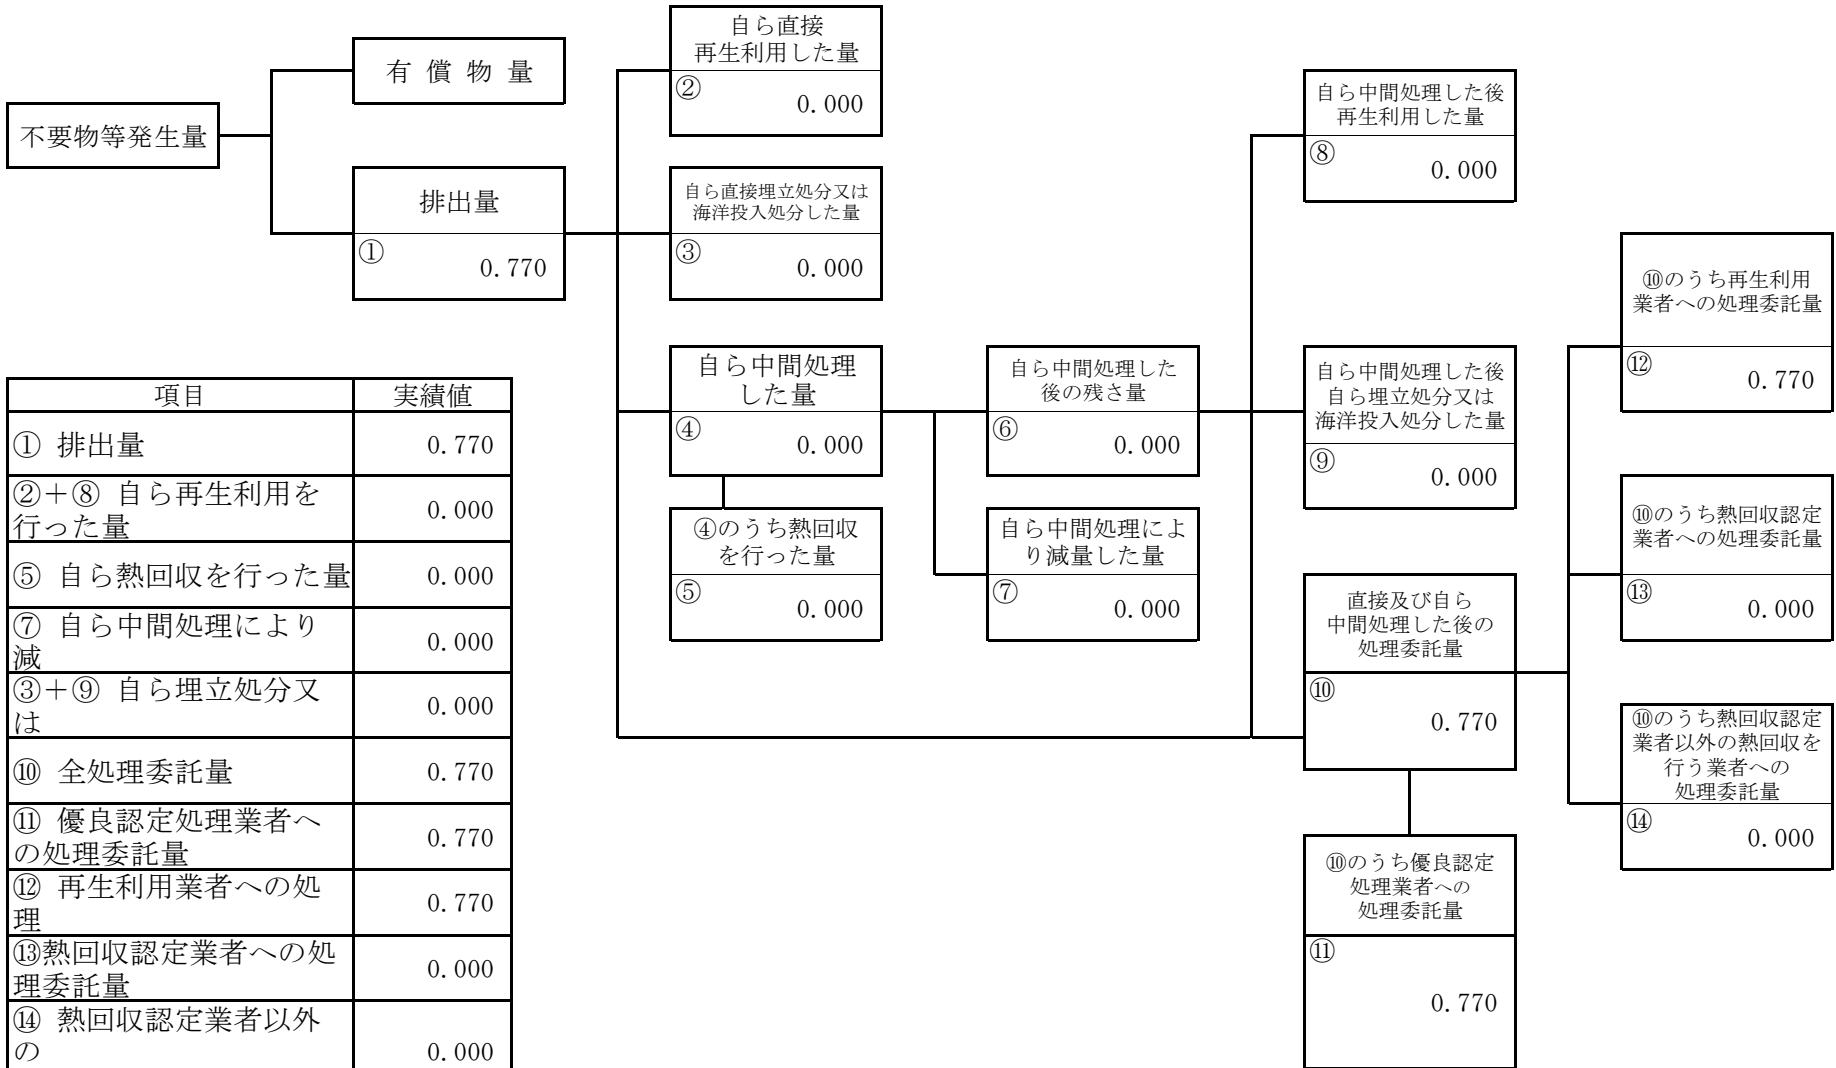 不要物等発生量
有 償 物 量
排出量
①
0.770
自ら直接
再生利用した量
②
0.000
自ら直接埋立処分又は
海洋投入処分した量
③
0.000
自ら中間処理
した量
④
0.000
④のうち熱回収
を行った量
⑤
0.000
自ら中間処理した
後の残さ量
⑥
0.000
自ら中間処理によ
り減量した量
⑦
0.000
自ら中間処理した後
再生利用した量
⑧
0.000
自ら中間処理した後
自ら埋立処分又は
海洋投入処分した量
⑨
0.000
直接及び自ら
中間処理した後の
処理委託量
⑩
0.770
⑩のうち優良認定
処理業者への
処理委託量
⑪
0.770
⑩のうち再生利用
業者への処理委託量
⑫
0.770
⑩のうち熱回収認定
業者への処理委託量
⑬
0.000
⑩のうち熱回収認定
業者以外の熱回収を
行う業者への
処理委託量
⑭
0.000
項目 実績値
① 排出量 0.770
②＋⑧ 自ら再生利用を
行った量 0.000
⑤ 自ら熱回収を行った量 0.000
⑦ 自ら中間処理により
減 0.000
③＋⑨ 自ら埋立処分又
は 0.000
⑩ 全処理委託量 0.770
⑪ 優良認定処理業者へ
の処理委託量 0.770
⑫ 再生利用業者への処
理 0.770
⑬熱回収認定業者への処
理委託量 0.000
⑭ 熱回収認定業者以外
の 0.000